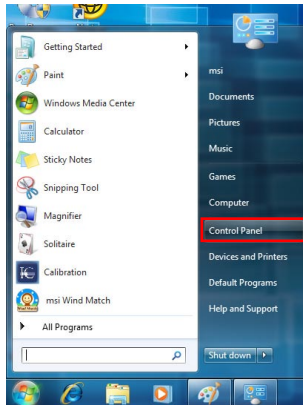 Getting Started
Paint
Windows Media Center
Calculator
Sticky Notes
Snipping Tool
Magnifier
Solitaire
Calibration
msi Wind Match
All Programs
msi
Documents
Pictures
Music
Games
Computer
Control Panel
Devices and Printers
Default Programs
Help and Support
Shut down